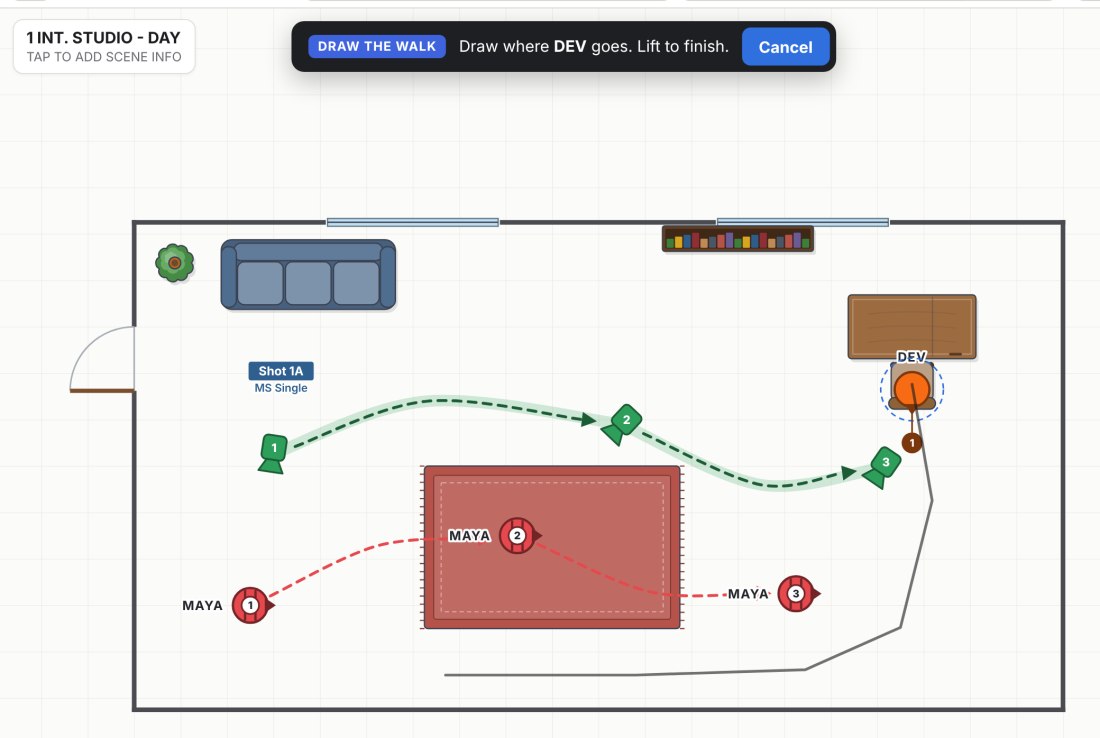 1 INT. STUDIO - DAY
TAP TO ADD SCENE INFO
DRAW THE WALK Draw where DEV goes. Lift to finish. Cancel
DEV
Shot 1A
MS Single
1
2
1
3
MAYA 2
MAYA 3
MAYA 1